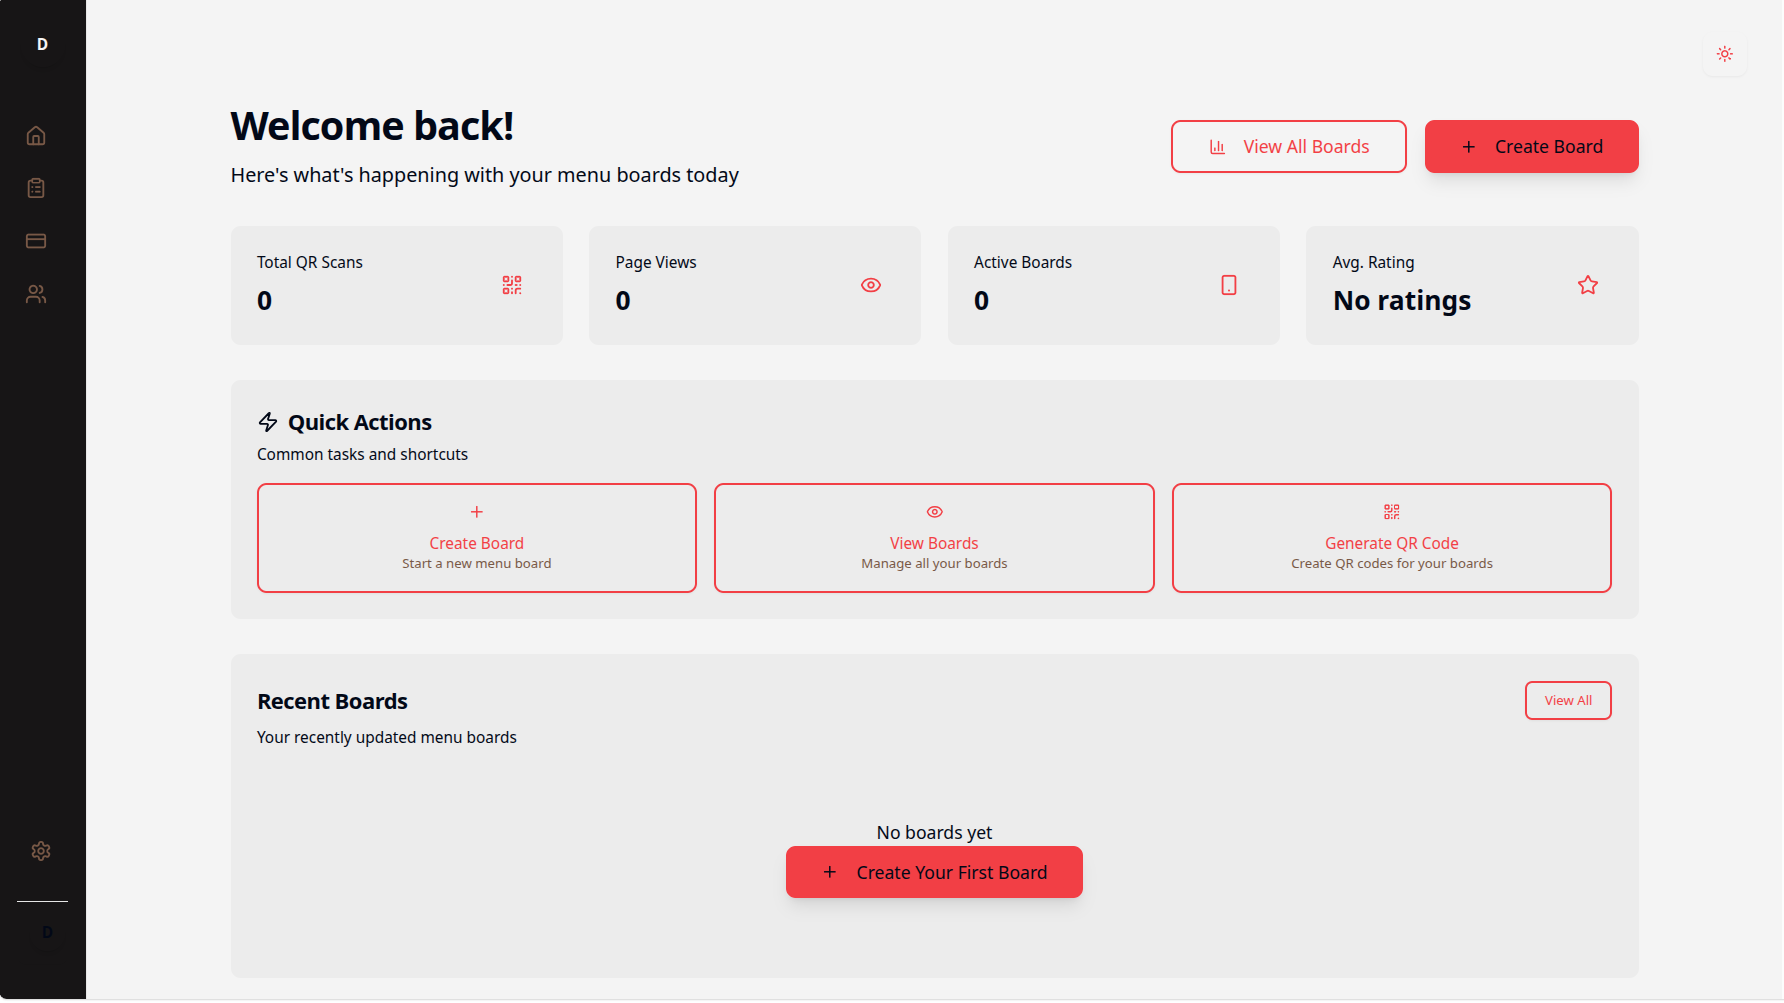 D
Welcome back!
Here's what's happening with your menu boards today
View All Boards
Create Board
Total QR Scans
0
Page Views
0
Active Boards
0
Avg. Rating
No ratings
Quick Actions
Common tasks and shortcuts
Create Board
Start a new menu board
View Boards
Manage all your boards
Generate QR Code
Create QR codes for your boards
Recent Boards
Your recently updated menu boards
View All
No boards yet
Create Your First Board
D